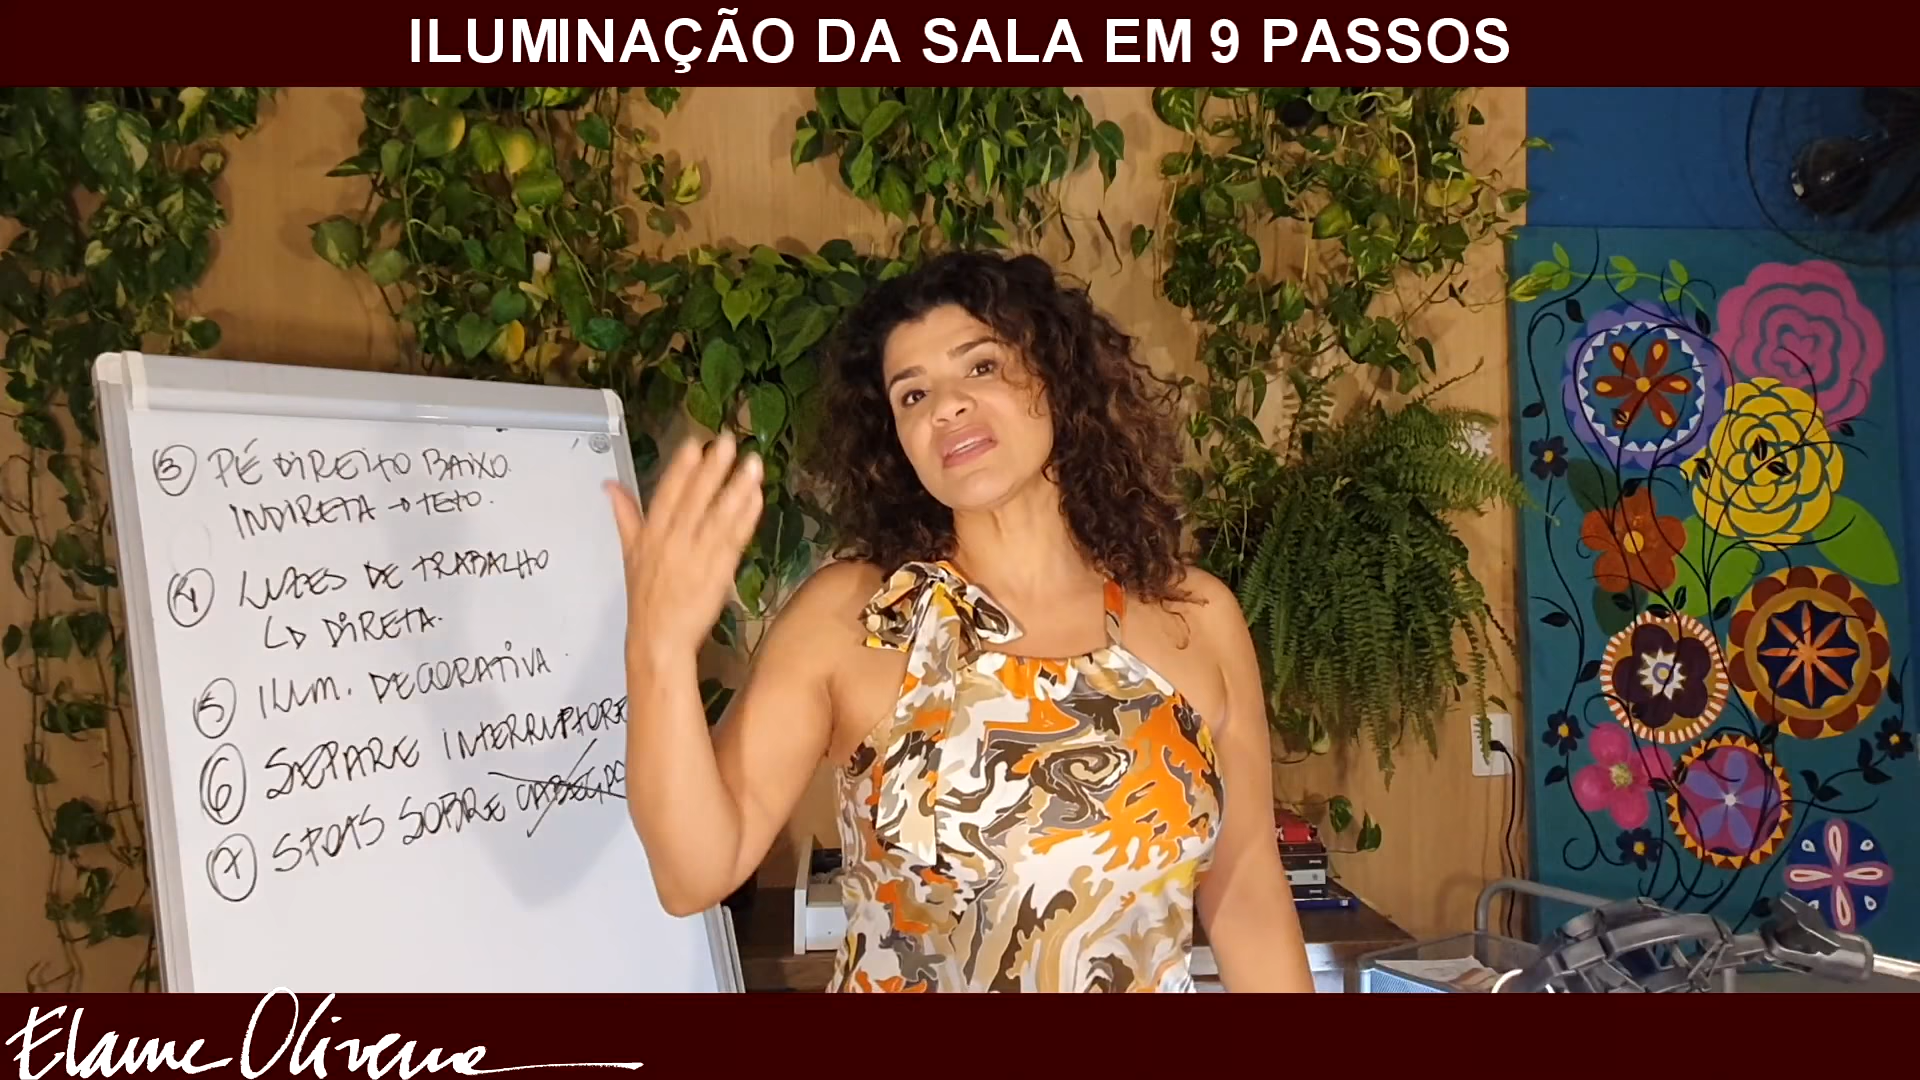 ILUMINAÇÃO DA SALA EM 9 PASSOS
③ PÉ DIREITO BAIXO.
INDIRETA → TETO.
④ LUZES DE TRABALHO
↳ DIRETA.
⑤ ILUM. DECORATIVA.
⑥ SEPARE INTERRUPTORE
⑦ SPOTS SOBRE CABEÇA
Elaine Oliveira